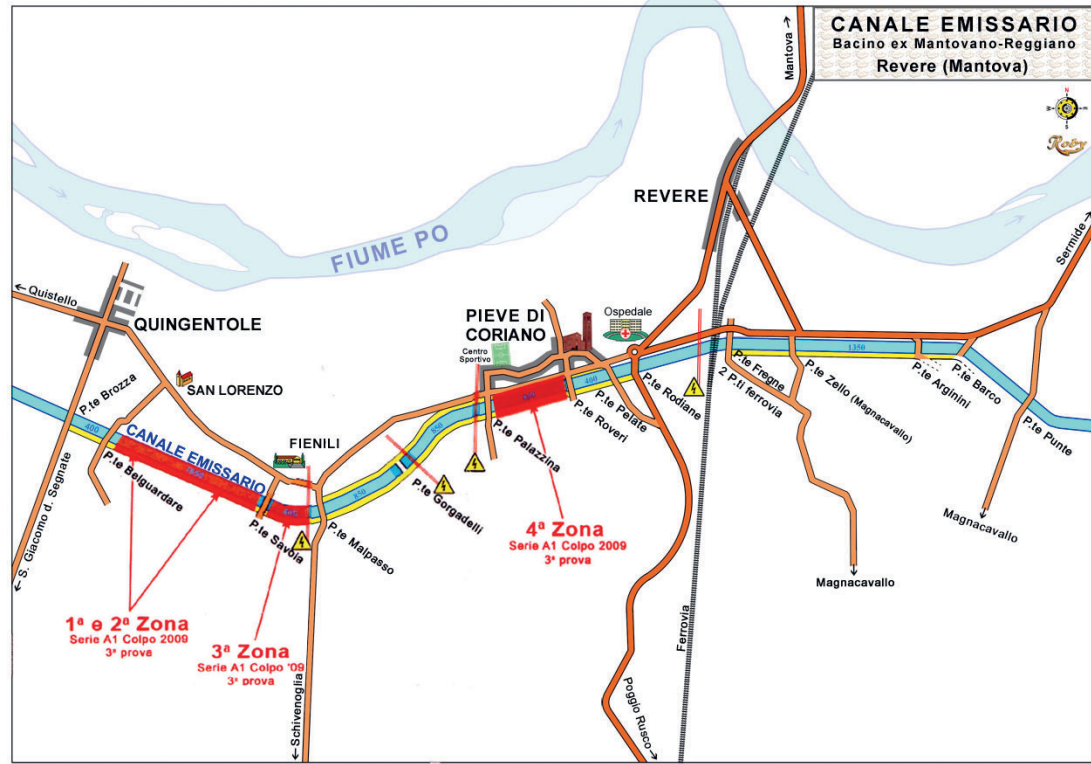 CANALE EMISSARIO
Bacino ex Mantovano-Reggiano
Revere (Mantova)
N
S
Roby
Mantova
REVERE
FIUME PO
Sermide
Quistello
QUINGENTOLE
PIEVE DI
CORIANO
Ospedale
Centro
Sportivo
SAN LORENZO
P.te Brozza
FIENILI
400
CANALE EMISSARIO
P.te Belguardare
P.te Savoia
P.te Malpasso
850
P.te Gorgadelli
550
P.te Palazzina
400
P.te Roveri
P.te Pelate
P.te Rodiane
2 P.ti ferrovia
P.te Fregne
P.te Zello (Magnacavallo)
1350
P.te Arginini
P.te Barco
P.te Punte
S. Giacomo d. Segnate
Magnacavallo
Magnacavallo
4ª Zona
Serie A1 Colpo 2009
3ª prova
1ª e 2ª Zona
Serie A1 Colpo 2009
3ª prova
3ª Zona
Serie A1 Colpo '09
3ª prova
Schivenoglia
Poggio Rusco
Ferrovia